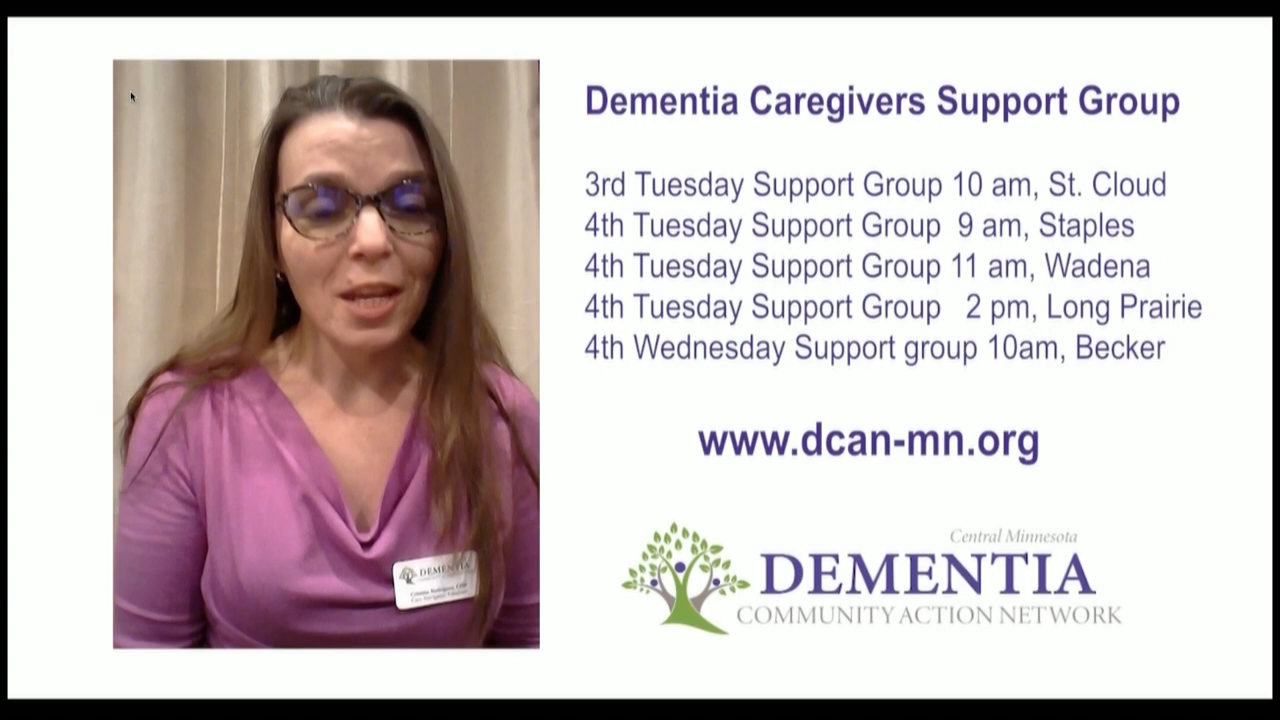 Dementia Caregivers Support Group
3rd Tuesday Support Group 10 am, St. Cloud
4th Tuesday Support Group 9 am, Staples
4th Tuesday Support Group 11 am, Wadena
4th Tuesday Support Group 2 pm, Long Prairie
4th Wednesday Support group 10am, Becker
www.dcan-mn.org
Central Minnesota
DEMENTIA
COMMUNITY ACTION NETWORK
DEMENTIA